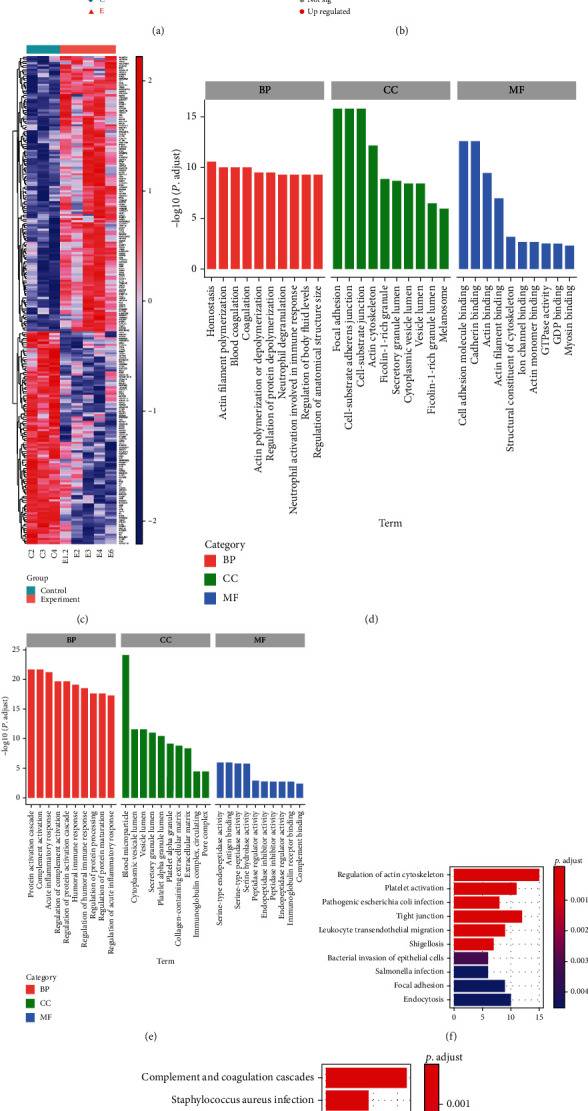 E
Not sig
Up regulated
(a)
(b)
2
1
0
−1
−2
C2
C3
C4
E1.2
E2
E3
E4
E6
Group
Control
Experiment
(c)
BP
CC
MF
−log10 (P. adjust)
15
10
5
0
Homostasis
Actin filament polymerization
Blood coagulation
Coagulation
Actin polymerization or depolymerization
Regulation of protein depolymerization
Neutrophil degranulation
Neutrophil activation involved in immune response
Regulation of body fluid levels
Regulation of anatomical structure size
Focal adhesion
Cell-substrate adherens junction
Cell-substrate junction
Actin cytoskeleton
Ficolin-1-rich granule
Secretory granule lumen
Cytoplasmic vesicle lumen
Vesicle lumen
Ficolin-1-rich granule lumen
Melanosome
Cell adhesion molecule binding
Cadherin binding
Actin binding
Actin filament binding
Structural constituent of cytoskeleton
Ion channel binding
Actin monomer binding
GTPase activity
GDP binding
Myosin binding
Term
Category
BP
CC
MF
(d)
BP
CC
MF
−log10 (P. adjust)
25
20
15
10
5
0
Protein activation cascade
Complement activation
Acute inflammatory response
Regulation of complement activation
Regulation of protein activation cascade
Humoral immune response
Regulation of humoral immune response
Regulation of protein processing
Regulation of protein maturation
Regulation of acute inflammatory response
Blood microparticle
Cytoplasmic vesicle lumen
Vesicle lumen
Secretory granule lumen
Platelet alpha granule lumen
Platelet alpha granule
Collagen-containing extracellular matrix
Extracellular matrix
Immunoglobulin complex, circulating
Pore complex
Serine-type endopeptidase activity
Antigen binding
Serine-type peptidase activity
Serine hydrolase activity
Peptidase regulator activity
Endopeptidase inhibitor activity
Peptidase inhibitor activity
Endopeptidase regulator activity
Immunoglobulin receptor binding
Complement binding
Term
Category
BP
CC
MF
(e)
Regulation of actin cytoskeleton
Platelet activation
Pathogenic escherichia coli infection
Tight junction
Leukocyte transendothelial migration
Shigellosis
Bacterial invasion of epithelial cells
Salmonella infection
Focal adhesion
Endocytosis
0
5
10
15
p. adjust
0.001
0.002
0.003
0.004
(f)
Complement and coagulation cascades
Staphylococcus aureus infection
p. adjust
0.001